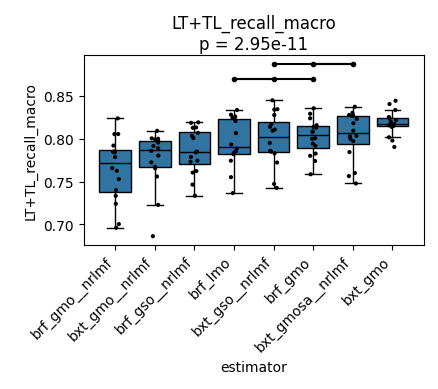 LT+TL_recall_macro
p = 2.95e-11
LT+TL_recall_macro
0.85
0.80
0.75
0.70
brf_gmo__nrlmf
bxt_gmo__nrlmf
brf_gso__nrlmf
brf_lmo
bxt_gso__nrlmf
brf_gmo
bxt_gmosa__nrlmf
bxt_gmo
estimator